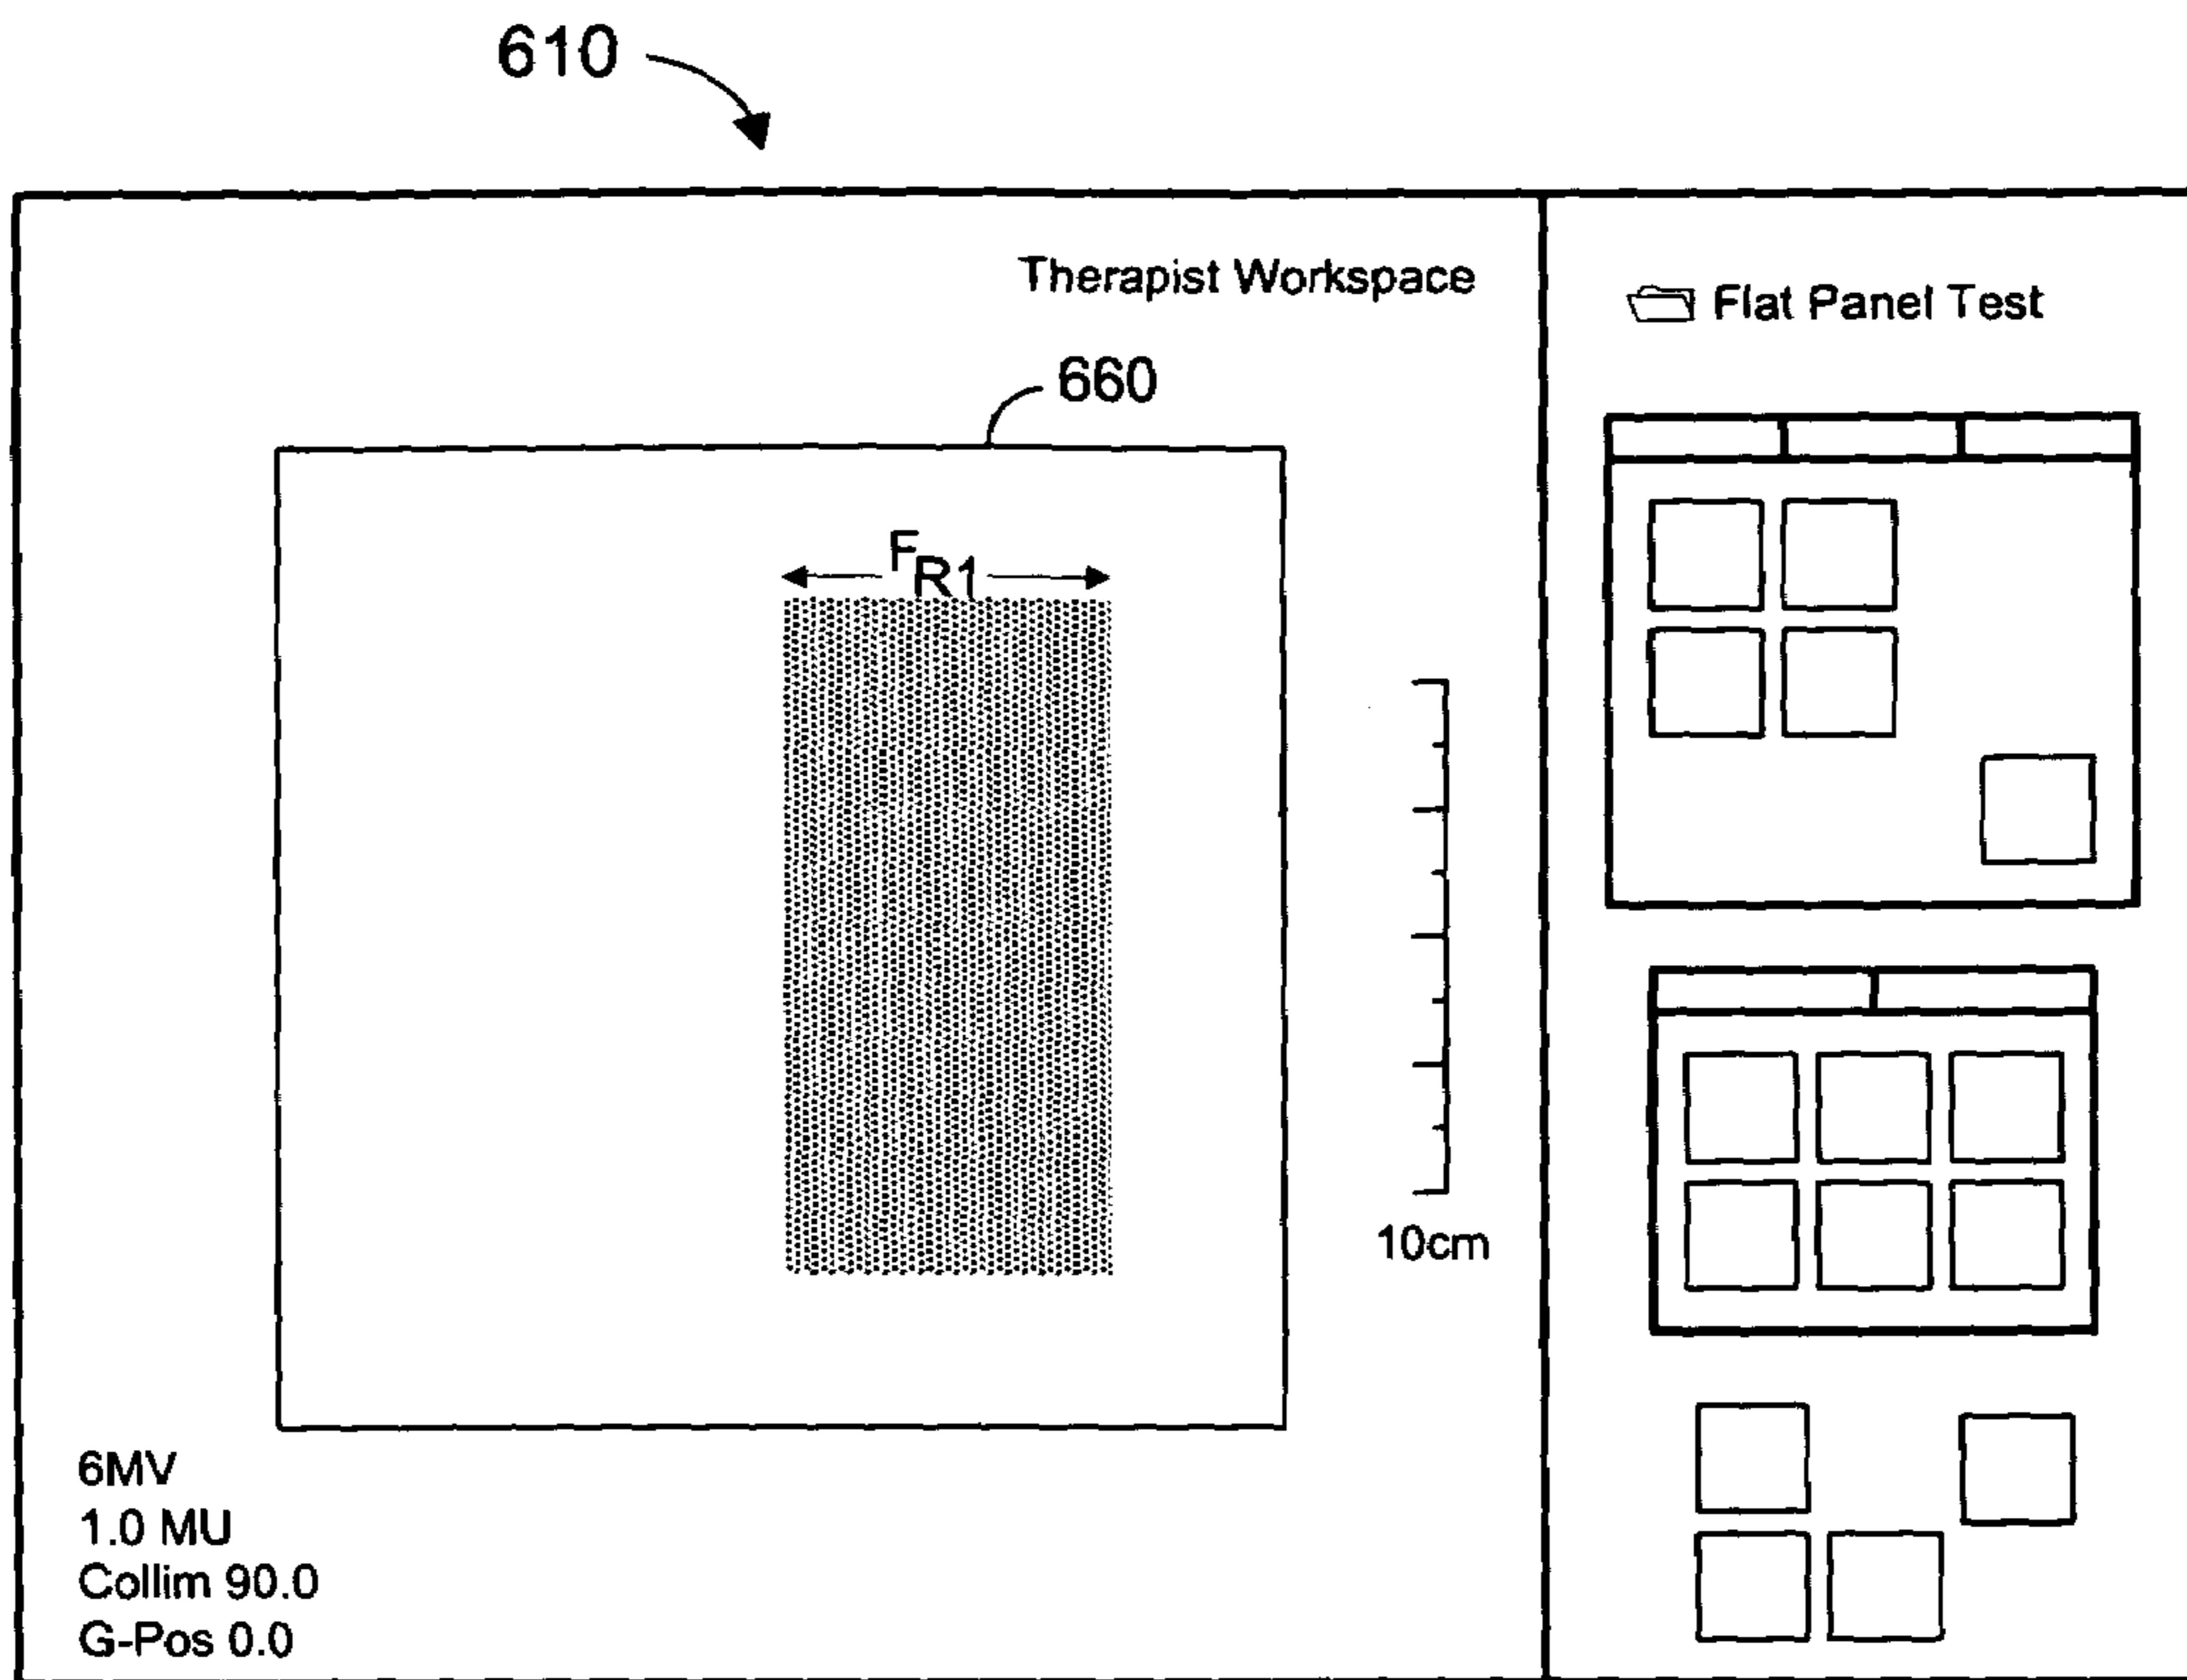 610
Therapist Workspace
Flat Panel Test
660
FR1
10cm
6MV
1.0 MU
Collim 90.0
G-Pos 0.0